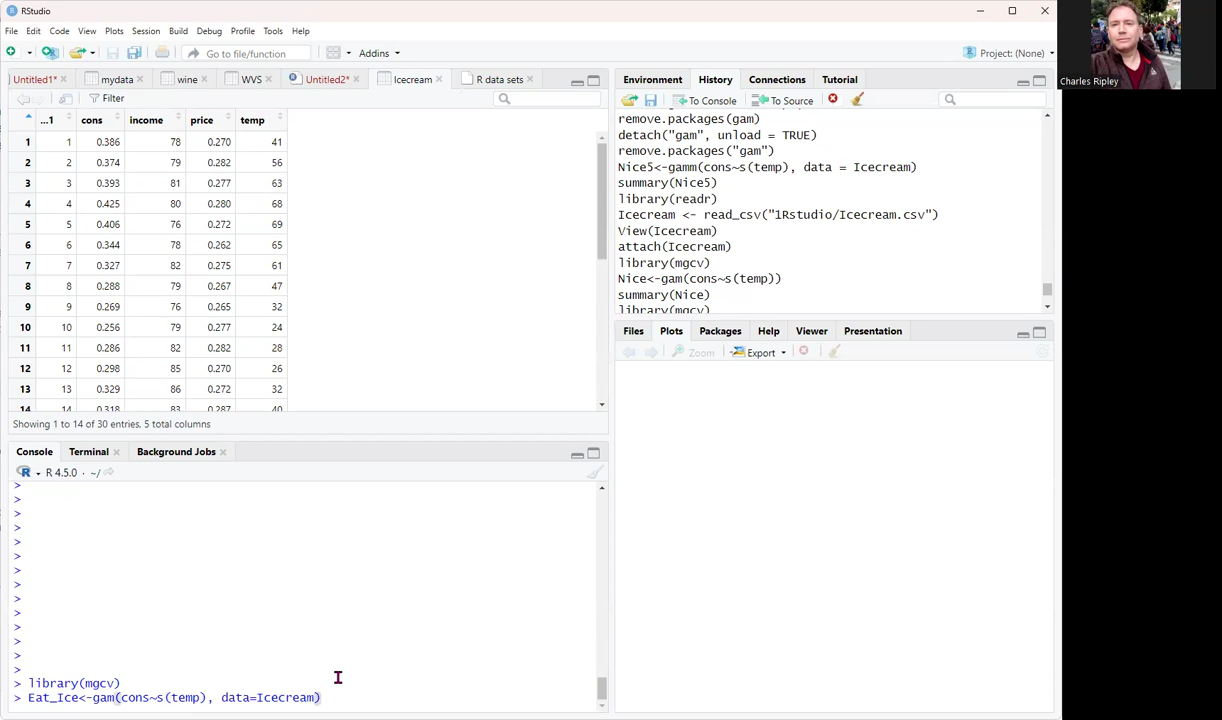 RStudio
File Edit Code View Plots Session Build Debug Profile Tools Help
Go to file/function Addins Project: (None)
Untitled1* mydata wine WVS Untitled2* Icecream R data sets
Filter
...1 cons income price temp
1 1 0.386 78 0.270 41
2 2 0.374 79 0.282 56
3 3 0.393 81 0.277 63
4 4 0.425 80 0.280 68
5 5 0.406 76 0.272 69
6 6 0.344 78 0.262 65
7 7 0.327 82 0.275 61
8 8 0.288 79 0.267 47
9 9 0.269 76 0.265 32
10 10 0.256 79 0.277 24
11 11 0.286 82 0.282 28
12 12 0.298 85 0.270 26
13 13 0.329 86 0.272 32
14 14 0.318 83 0.287 40
Showing 1 to 14 of 30 entries, 5 total columns
Console Terminal Background Jobs
R 4.5.0 · ~/
>
>
>
>
>
>
>
>
>
>
>
>
>
>
> library(mgcv)
> Eat_Ice<-gam(cons~s(temp), data=Icecream)
Environment History Connections Tutorial
To Console To Source
remove.packages(gam)
detach("gam", unload = TRUE)
remove.packages("gam")
Nice5<-gamm(cons~s(temp), data = Icecream)
summary(Nice5)
library(readr)
Icecream <- read_csv("1Rstudio/Icecream.csv")
View(Icecream)
attach(Icecream)
library(mgcv)
Nice<-gam(cons~s(temp))
summary(Nice)
library(mgcv)
Files Plots Packages Help Viewer Presentation
Zoom Export
Charles Ripley